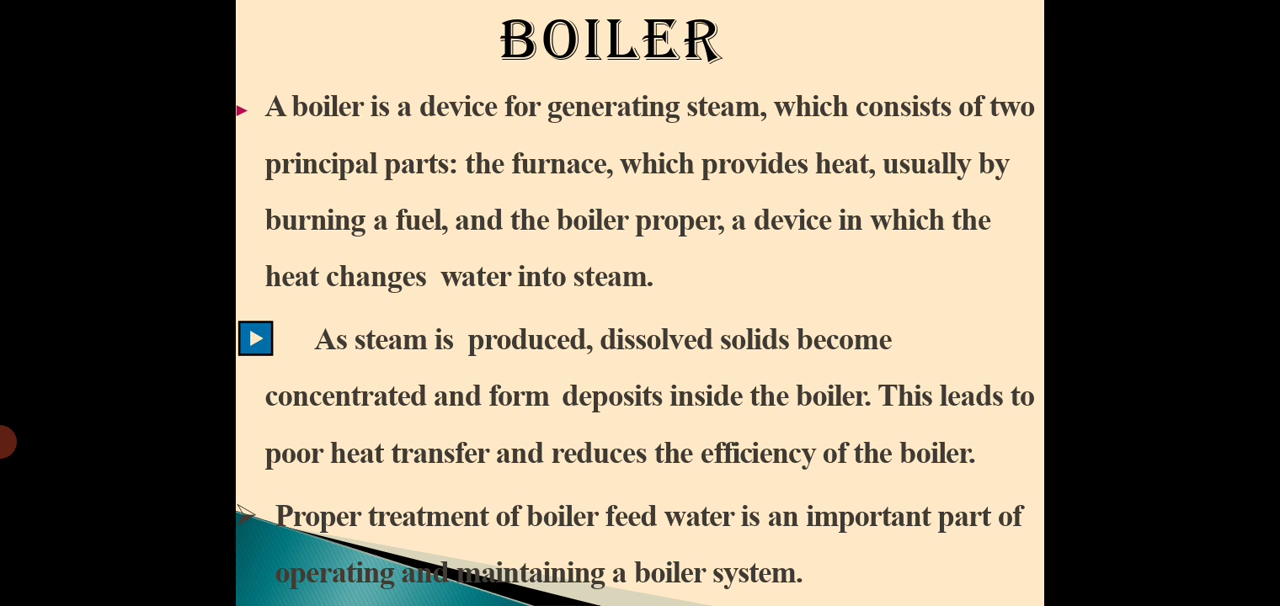 BOILER
A boiler is a device for generating steam, which consists of two
principal parts: the furnace, which provides heat, usually by
burning a fuel, and the boiler proper, a device in which the
heat changes water into steam.
As steam is produced, dissolved solids become
concentrated and form deposits inside the boiler. This leads to
poor heat transfer and reduces the efficiency of the boiler.
Proper treatment of boiler feed water is an important part of
operating and maintaining a boiler system.